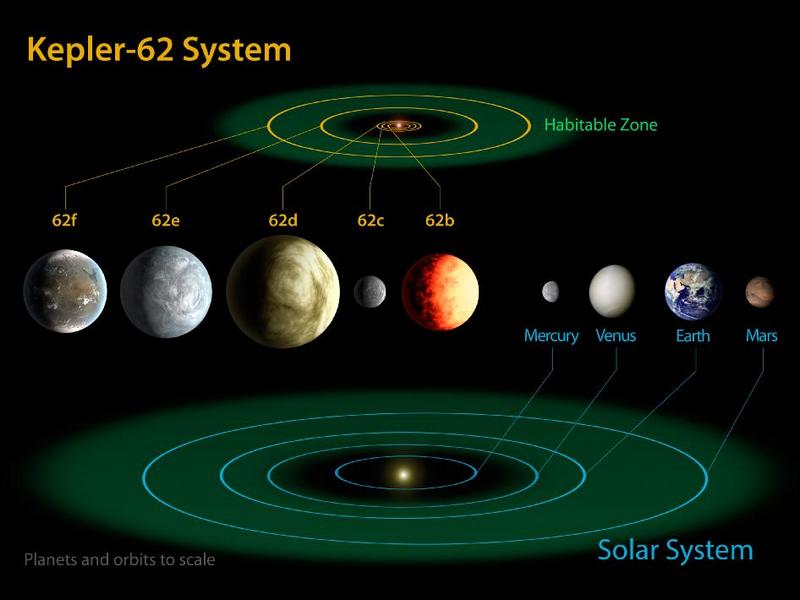 Kepler-62 System
Habitable Zone
62f 62e 62d 62c 62b
Mercury Venus Earth Mars
Solar System
Planets and orbits to scale